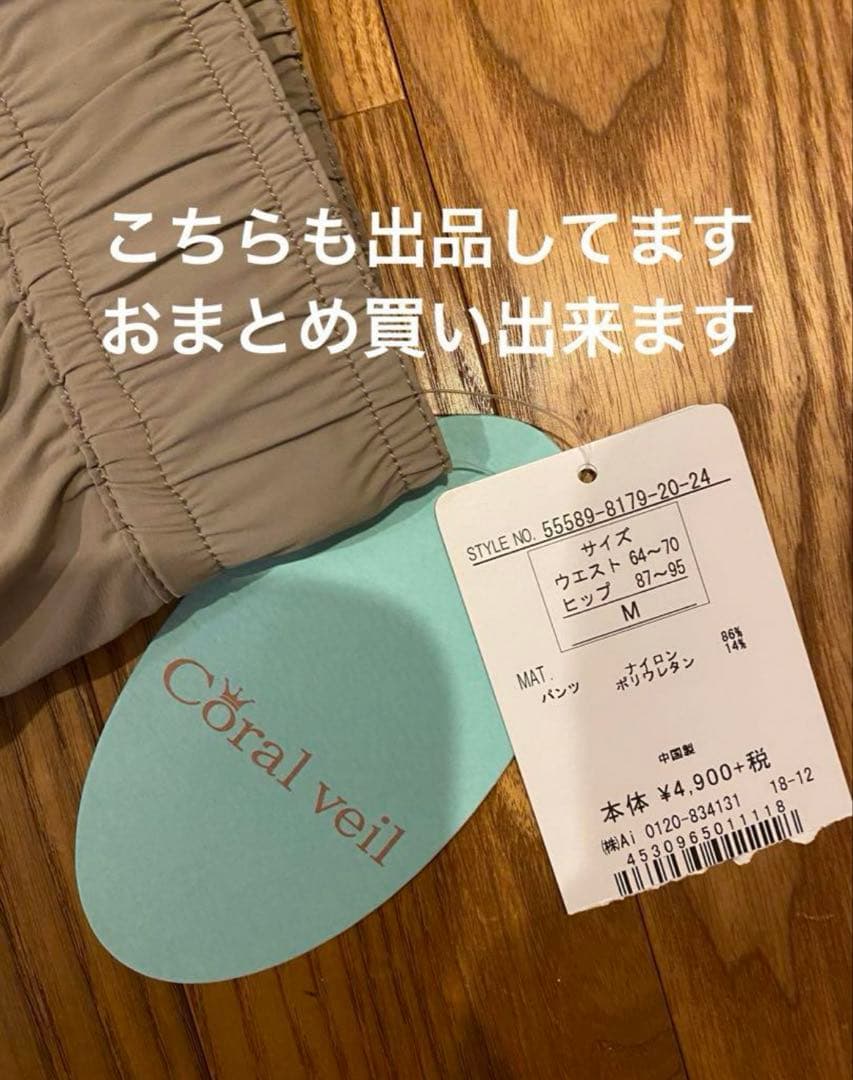 こちらも出品してます
おまとめ買い出来ます
STYLE NO. 55589-8179-20-24
サイズ
ウエスト 64〜70
ヒップ 87〜95
M
MAT. ナイロン 86%
パンツ ポリウレタン 14%
中国製
本体 ¥4,900+税
㈱Ai 0120-834131 18-12
4530965011118
Coral veil